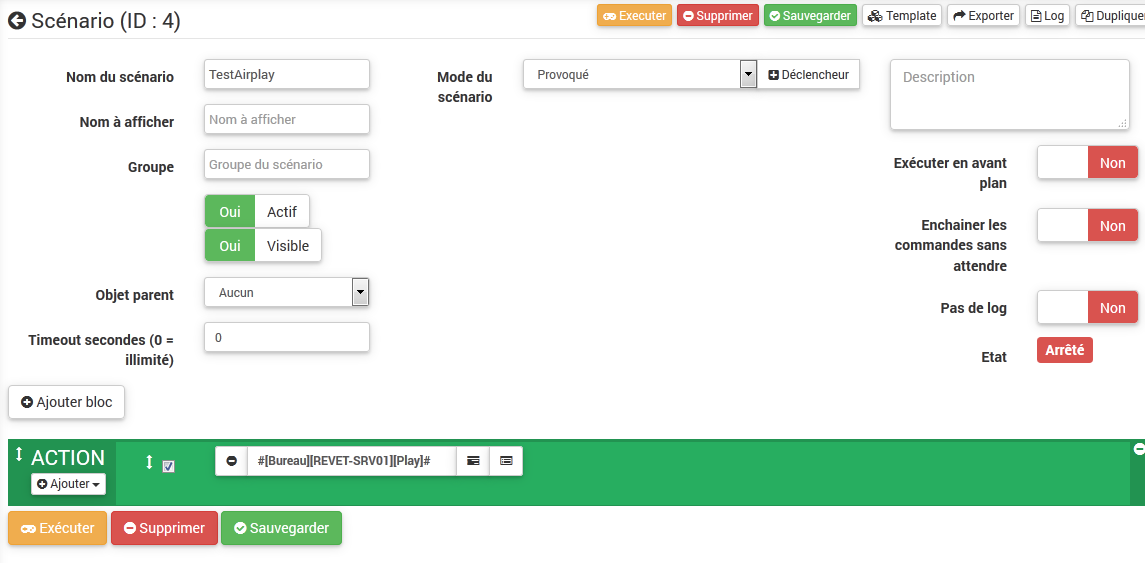 Scénario (ID : 4)
Executer
Supprimer
Sauvegarder
Template
Exporter
Log
Duplique
Nom du scénario
TestAirplay
Nom à afficher
Nom à afficher
Groupe
Groupe du scénario
Oui Actif
Oui Visible
Objet parent
Aucun
Timeout secondes (0 =
illimité)
0
Mode du
scénario
Provoqué
Déclencheur
Description
Exécuter en avant
plan
Non
Enchainer les
commandes sans
attendre
Non
Pas de log
Non
Etat
Arrêté
Ajouter bloc
ACTION
Ajouter
#[Bureau][REVET-SRV01][Play]#
Exécuter
Supprimer
Sauvegarder